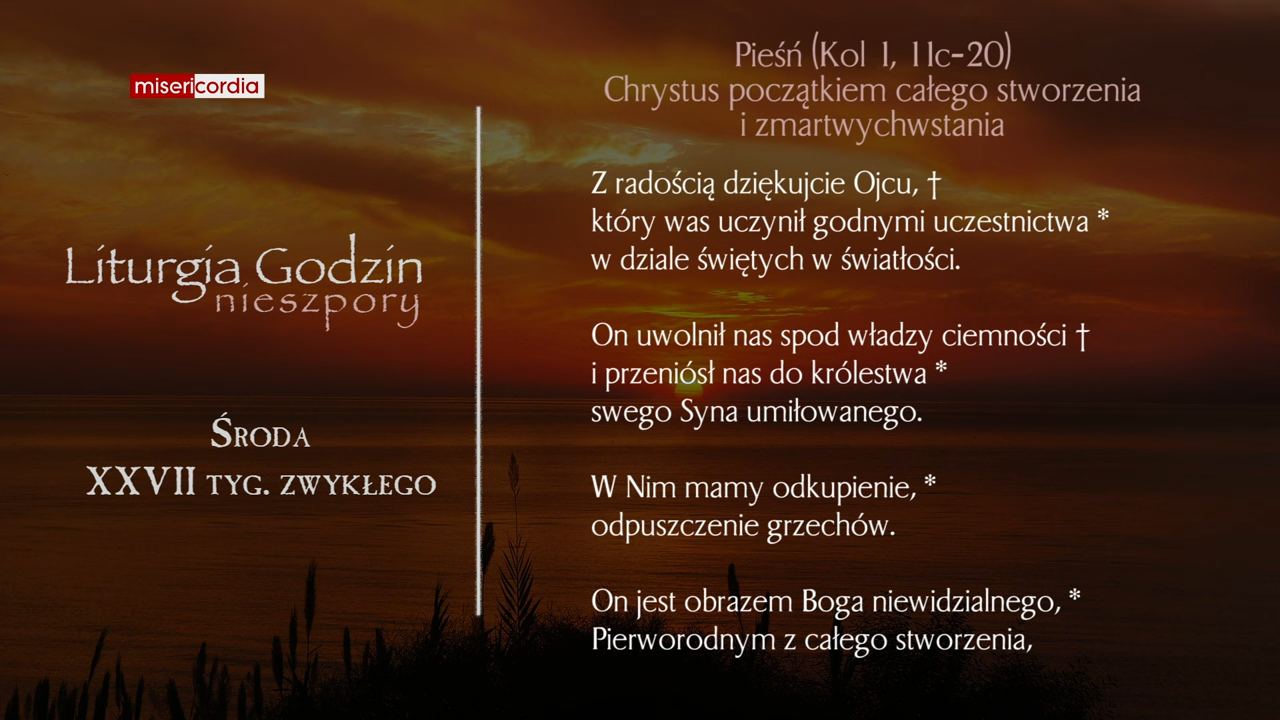 misericordia
Liturgia Godzin
nieszpory
Środa
XXVII tyg. zwykłego
Pieśń (Kol 1, 11c-20)
Chrystus początkiem całego stworzenia
i zmartwychwstania
Z radością dziękujcie Ojcu, †
który was uczynił godnymi uczestnictwa *
w dziale świętych w światłości.
On uwolnił nas spod władzy ciemności †
i przeniósł nas do królestwa *
swego Syna umiłowanego.
W Nim mamy odkupienie, *
odpuszczenie grzechów.
On jest obrazem Boga niewidzialnego, *
Pierworodnym z całego stworzenia,